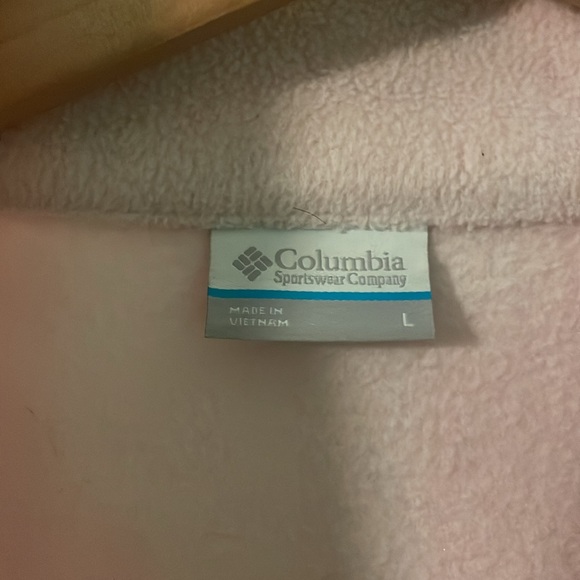 Columbia
Sportswear Company
MADE IN
VIETNAM
L